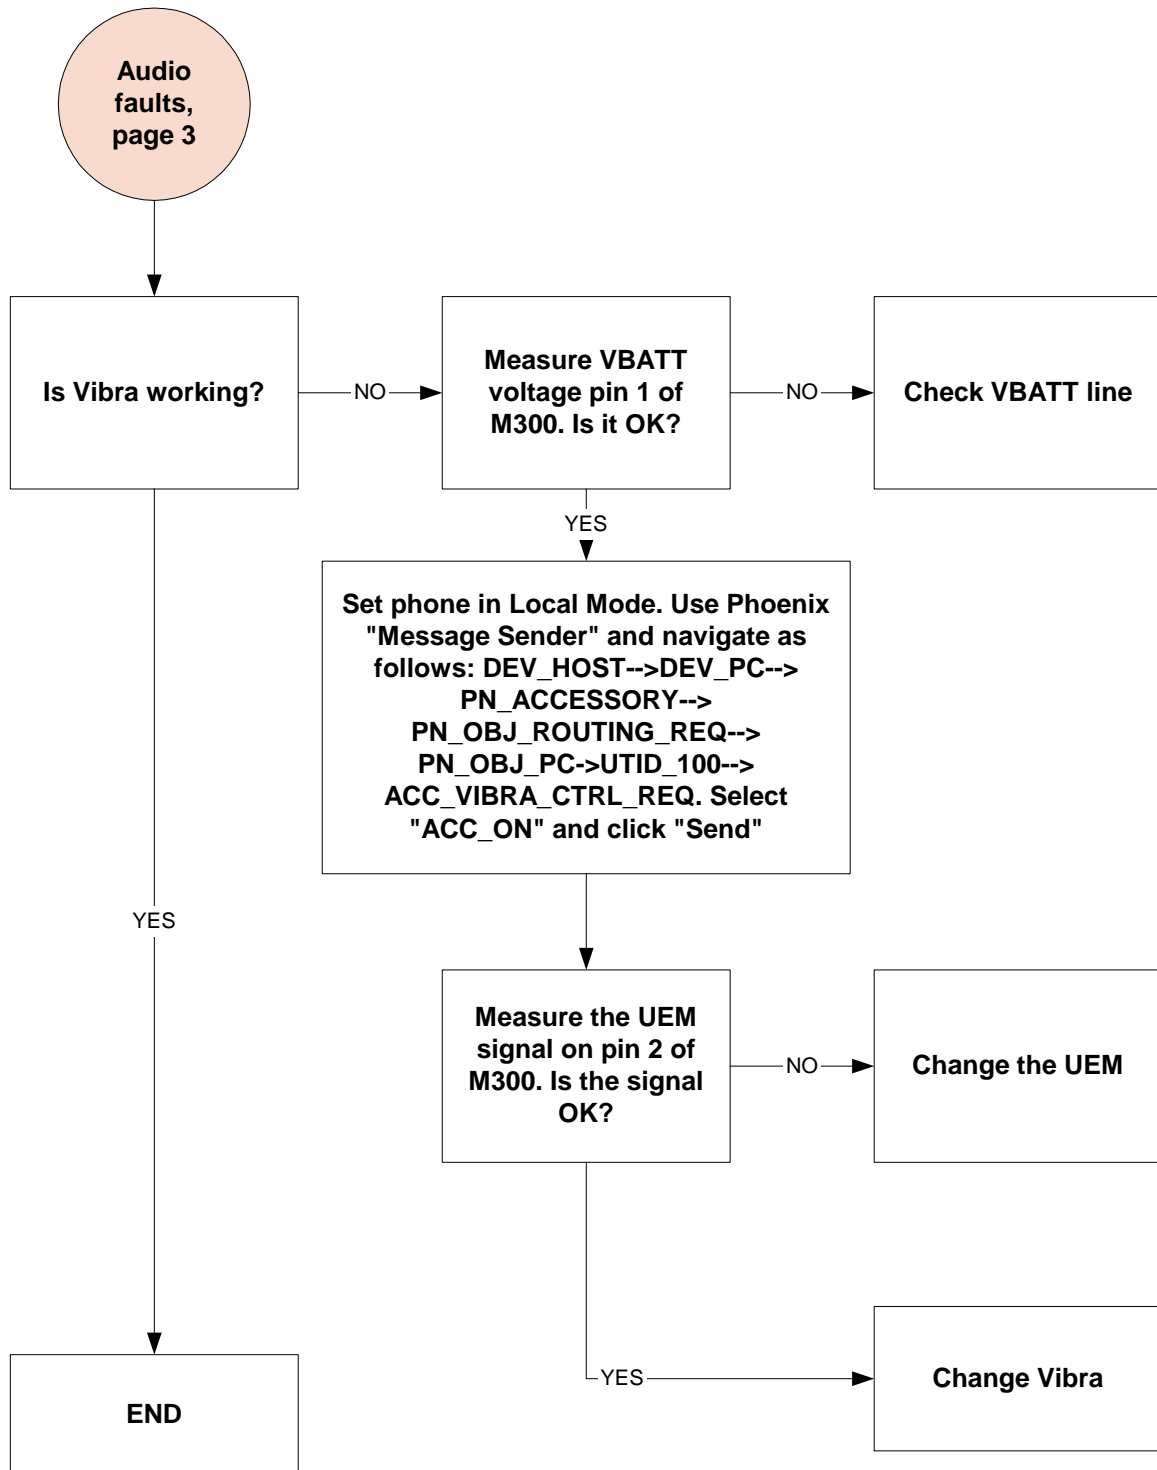 Audio
faults,
page 3
Is Vibra working?
NO
Measure VBATT
voltage pin 1 of
M300. Is it OK?
NO
Check VBATT line
YES
Set phone in Local Mode. Use Phoenix
"Message Sender" and navigate as
follows: DEV_HOST-->DEV_PC-->
PN_ACCESSORY-->
PN_OBJ_ROUTING_REQ-->
PN_OBJ_PC->UTID_100-->
ACC_VIBRA_CTRL_REQ. Select
"ACC_ON" and click "Send"
YES
Measure the UEM
signal on pin 2 of
M300. Is the signal
OK?
NO
Change the UEM
YES
Change Vibra
END